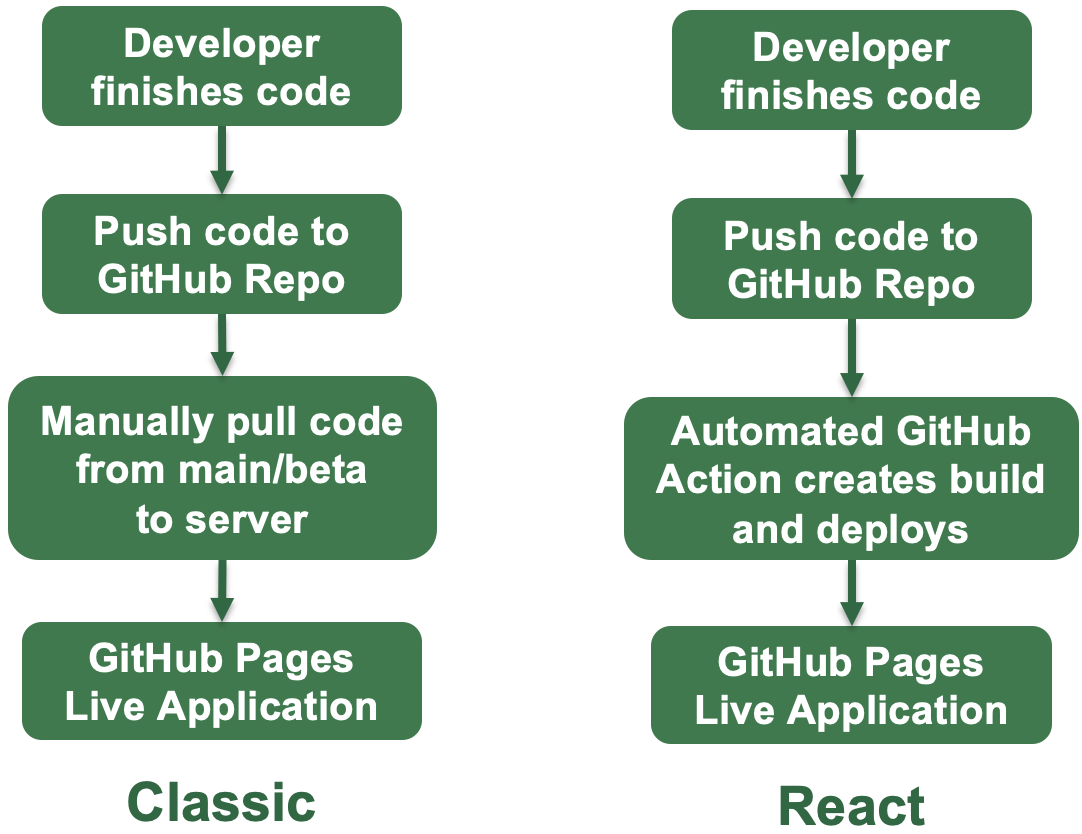 Developer
finishes code
Push code to
GitHub Repo
Manually pull code
from main/beta
to server
GitHub Pages
Live Application
Classic
Developer
finishes code
Push code to
GitHub Repo
Automated GitHub
Action creates build
and deploys
GitHub Pages
Live Application
React